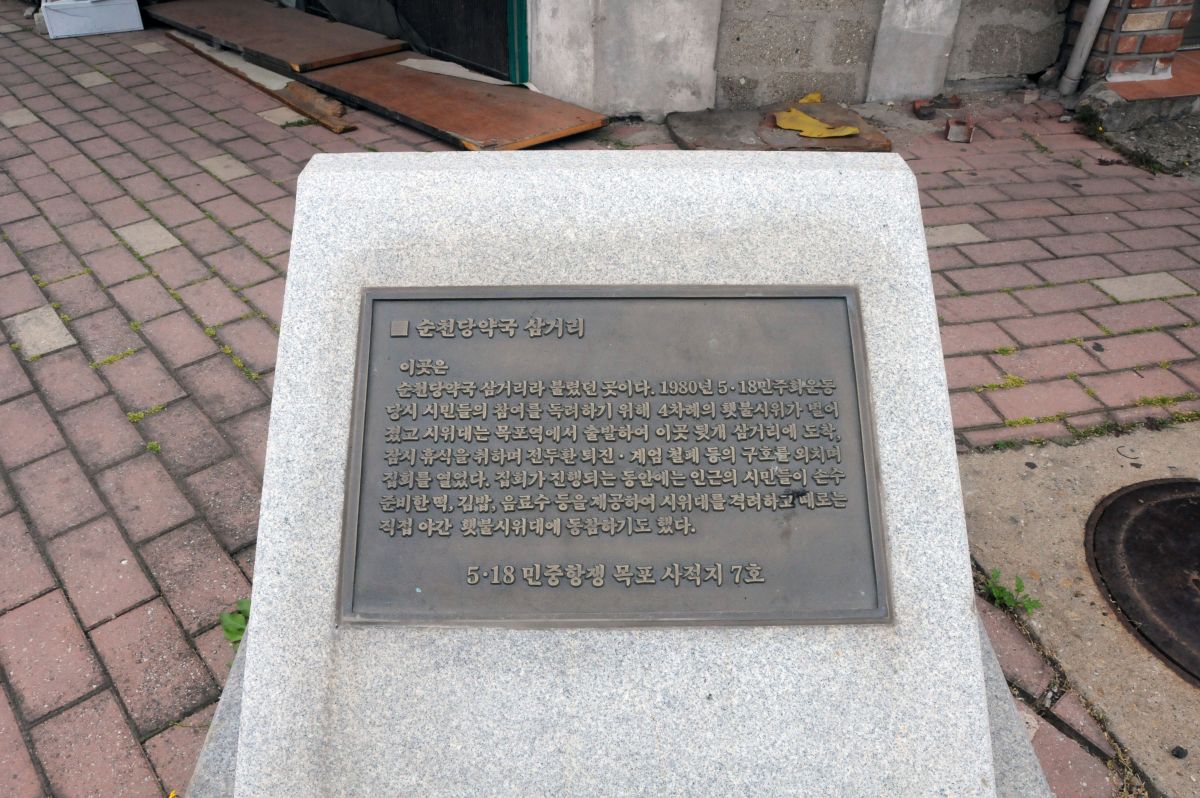 ■ 순천당약국 삼거리
이곳은
순천당약국 삼거리라 불렸던 곳이다. 1980년 5·18민주화운동
당시 시민들의 참여를 독려하기 위해 4차례의 횃불시위가 벌어
졌고 시위대는 목포역에서 출발하여 이곳 뒷개 삼거리에 도착,
잠시 휴식을 취하며 전두환 퇴진·계엄 철폐 등의 구호를 외치며
집회를 열었다. 집회가 진행되는 동안에는 인근의 시민들이 손수
준비한 떡, 김밥, 음료수 등을 제공하여 시위대를 격려하고 때로는
직접 야간 횃불시위대에 동참하기도 했다.
5·18 민중항쟁 목포 사적지 7호